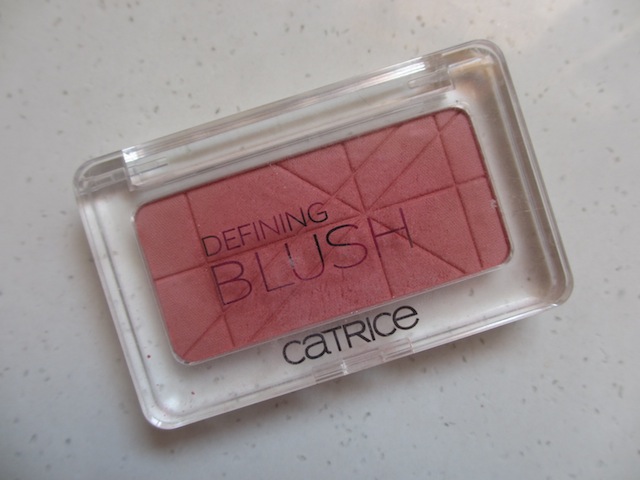 DEFINING
BLUSH
CATRICE